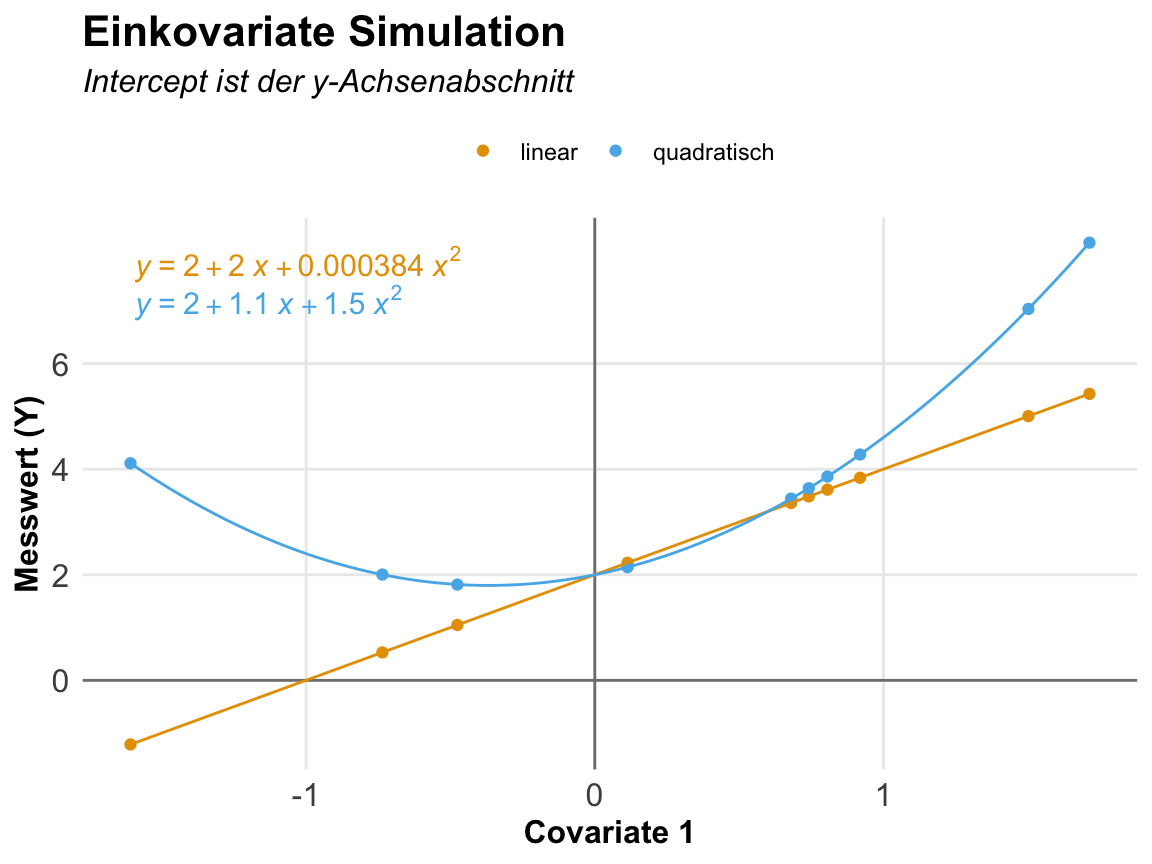 Einkovariate Simulation
Intercept ist der y-Achsenabschnitt
linear quadratisch
y = 2 + 2 x + 0.000384 x²
y = 2 + 1.1 x + 1.5 x²
6
4
2
0
Messwert (Y)
-1 0 1
Covariate 1